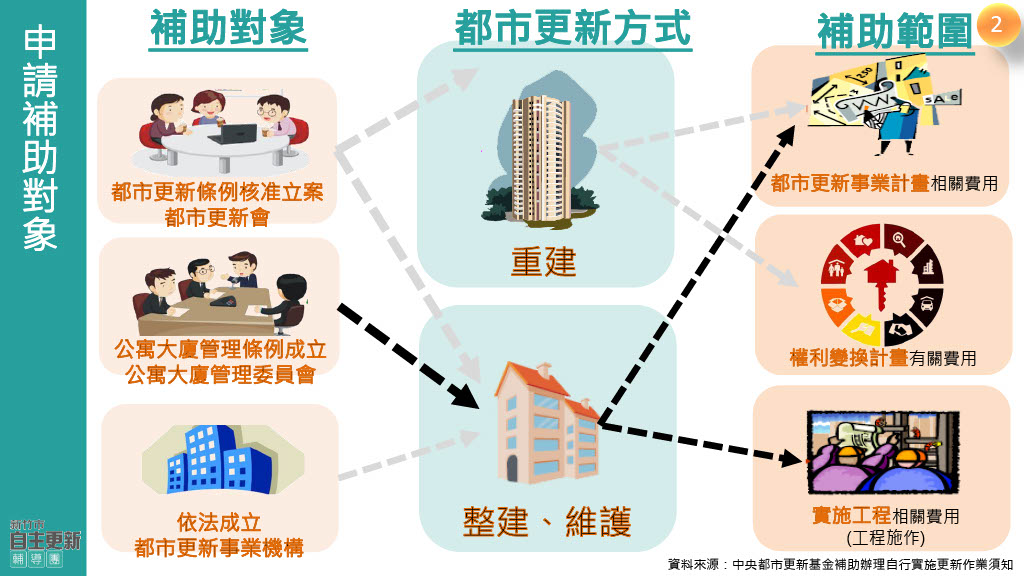 申請補助對象
補助對象
都市更新方式
補助範圍
2
都市更新條例核准立案
都市更新會
公寓大廈管理條例成立
公寓大廈管理委員會
依法成立
都市更新事業機構
重建
整建、維護
都市更新事業計畫相關費用
權利變換計畫有關費用
實施工程相關費用
(工程施作)
新竹市
自主更新
輔導團
資料來源：中央都市更新基金補助辦理自行實施更新作業須知